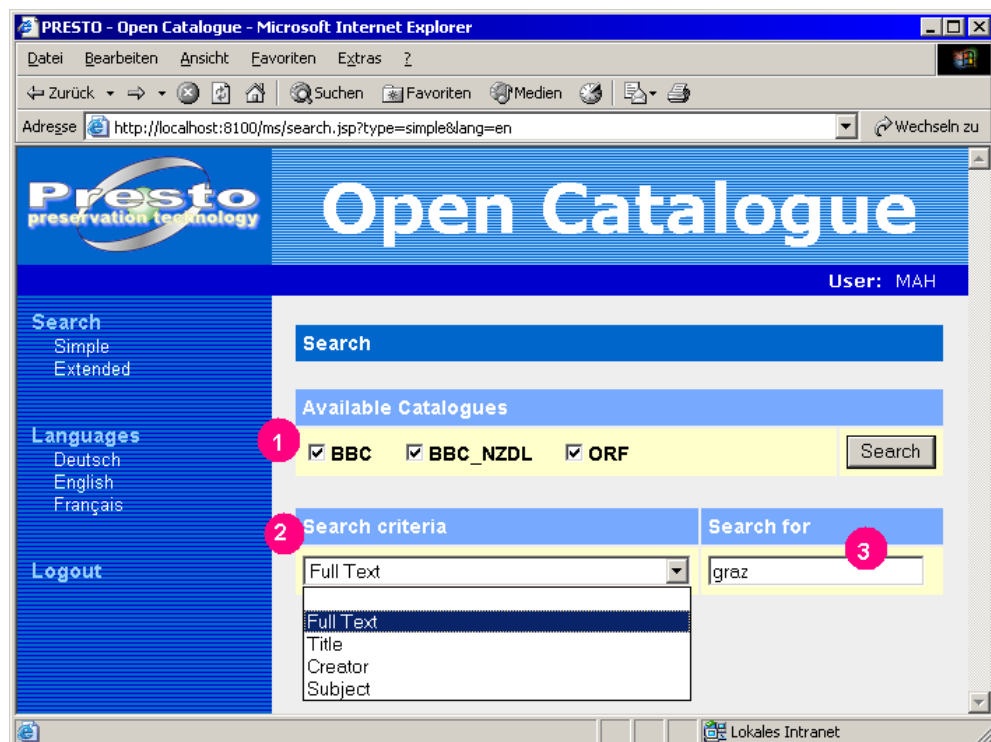 PRESTO - Open Catalogue - Microsoft Internet Explorer
Datei Bearbeiten Ansicht Favoriten Extras ?
Zurück Suchen Favoriten Medien
Adresse http://localhost:8100/ms/search.jsp?type=simple&lang=en Wechseln zu
Presto
preservation technology
Open Catalogue
User: MAH
Search
Simple
Extended
Languages
Deutsch
English
Français
Logout
Search
Available Catalogues
1 BBC BBC_NZDL ORF Search
2 Search criteria Search for
3
Full Text graz
Full Text
Title
Creator
Subject
Lokales Intranet